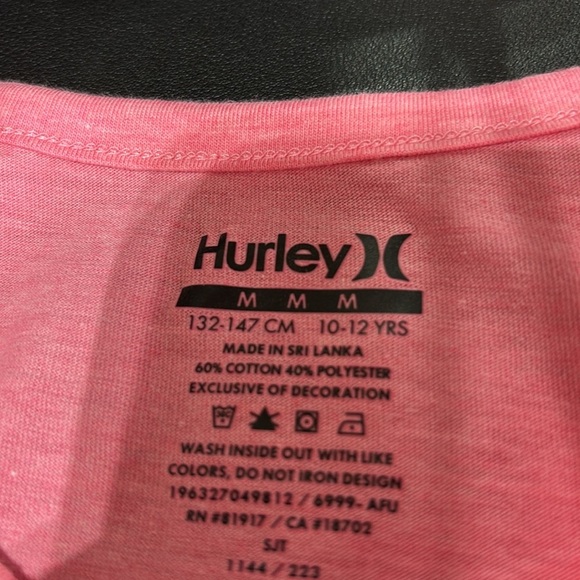 Hurley
M M M
132-147 CM 10-12 YRS
MADE IN SRI LANKA
60% COTTON 40% POLYESTER
EXCLUSIVE OF DECORATION
WASH INSIDE OUT WITH LIKE
COLORS, DO NOT IRON DESIGN
196327049812 / 6999- AFU
RN #81917 / CA #18702
SJT
1144 / 223